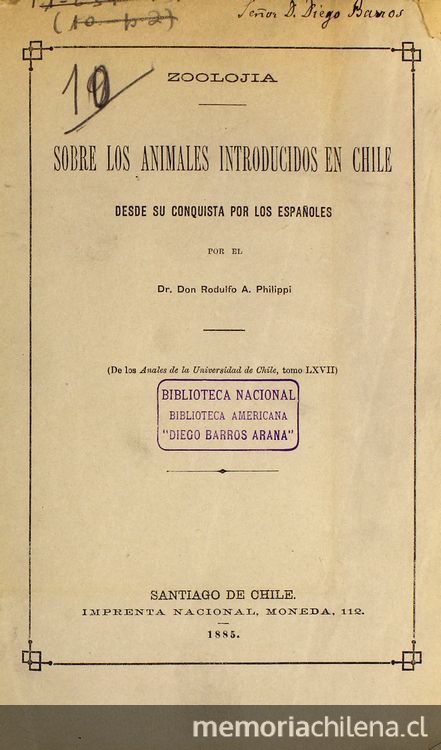 (10 - p 2)
Señor D. Diego Barros
10
ZOOLOJIA
SOBRE LOS ANIMALES INTRODUCIDOS EN CHILE
DESDE SU CONQUISTA POR LOS ESPAÑOLES
POR EL
Dr. Don Rodulfo A. Philippi
(De los Anales de la Universidad de Chile, tomo LXVII)
BIBLIOTECA NACIONAL
BIBLIOTECA AMERICANA
"DIEGO BARROS ARANA"
SANTIAGO DE CHILE.
IMPRENTA NACIONAL, MONEDA, 112.
1885.
memoriachilena.cl